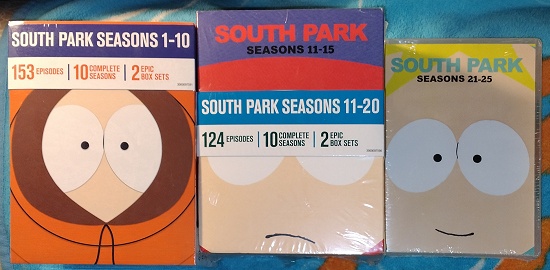 SOUTH PARK SEASONS 1-10
153 EPISODES | 10 COMPLETE SEASONS | 2 EPIC BOX SETS
SOUTH PARK
SEASONS 11-15
SOUTH PARK SEASONS 11-20
124 EPISODES | 10 COMPLETE SEASONS | 2 EPIC BOX SETS
SOUTH PARK
SEASONS 21-25